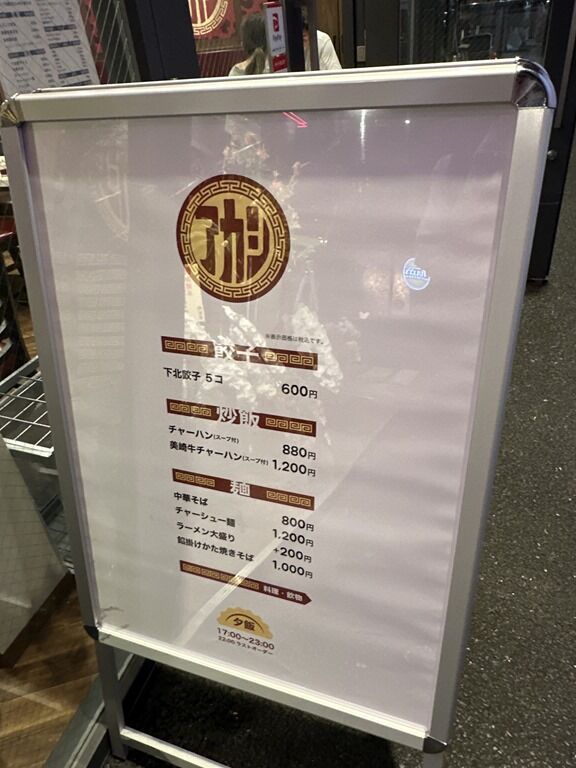 アカシ
※表示価格は税込です。
餃子
下北餃子 5コ 600円
炒飯
チャーハン(スープ付) 880円
美崎牛チャーハン(スープ付) 1,200円
麺
中華そば 800円
チャーシュー麺 1,200円
ラーメン大盛り +200円
餡掛けかた焼きそば 1,000円
料理・飲物
夕飯
17:00〜23:00
22:00 ラストオーダー